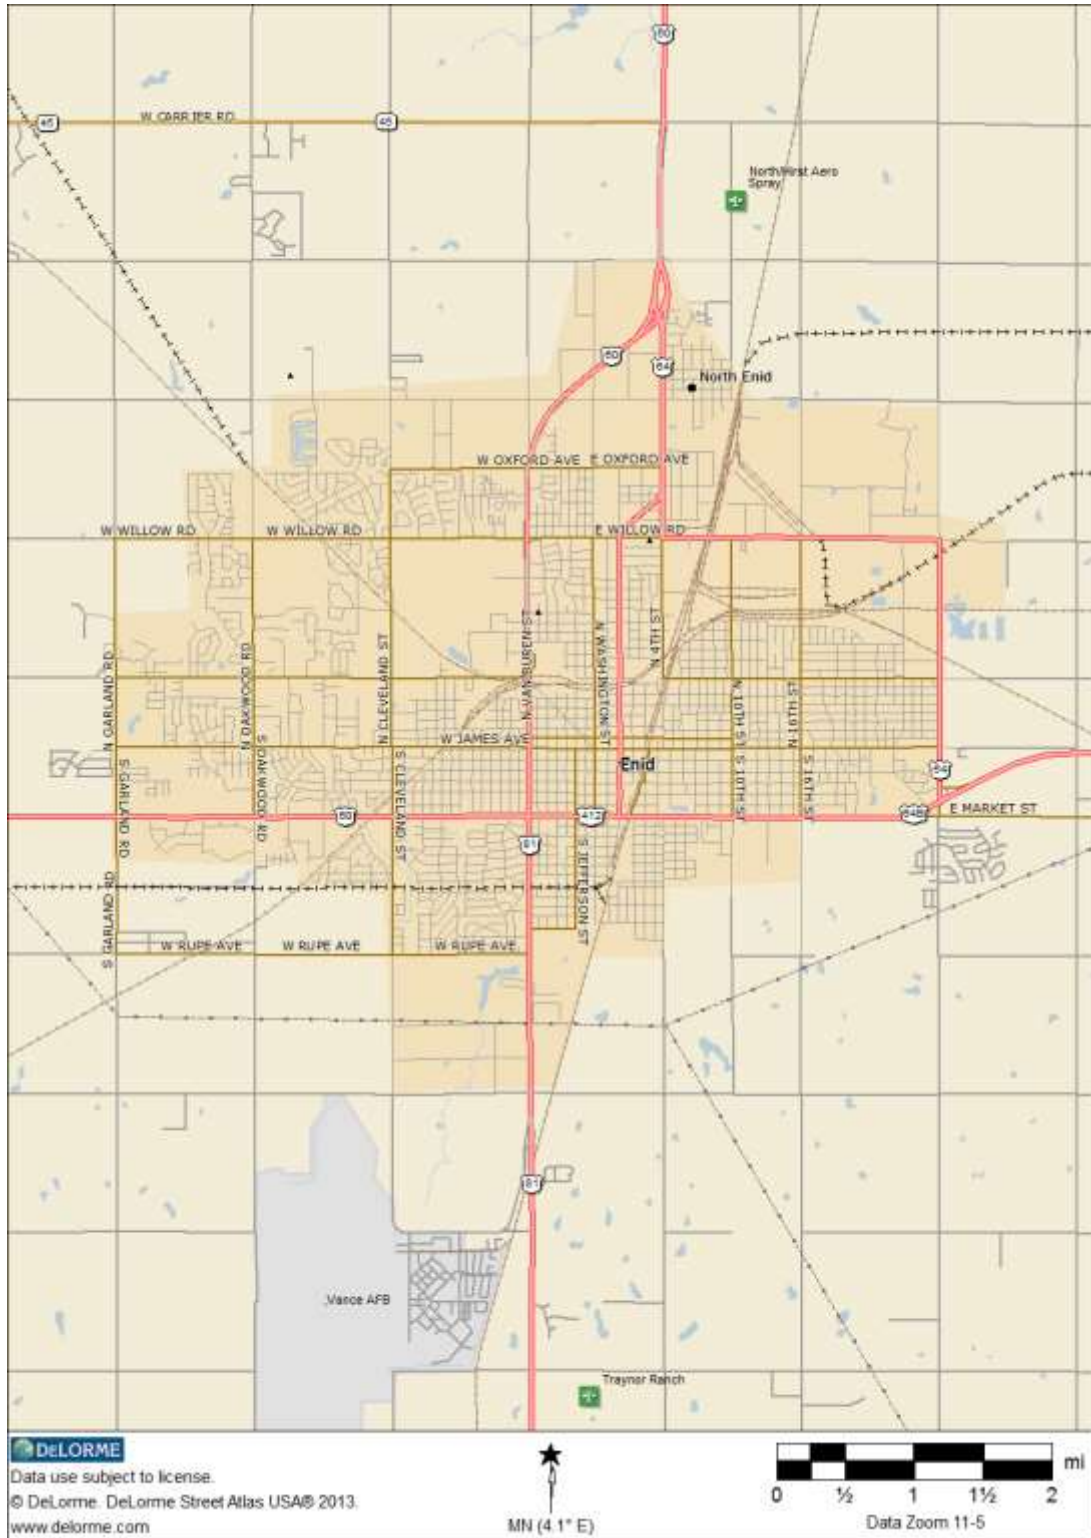 60
45
W CARRIER RD
45
North/Hirst Aero
Spray
60
64
North Enid
W OXFORD AVE
E OXFORD AVE
W WILLOW RD
W WILLOW RD
E WILLOW RD
N GARLAND RD
N OAKWOOD RD
N CLEVELAND ST
N VAN BUREN ST
N WASHINGTON ST
N 4TH ST
N 10TH ST
N 16TH ST
W JAMES AVE
Enid
S GARLAND RD
S OAKWOOD RD
S CLEVELAND ST
S JEFFERSON ST
S 10TH ST
S 16TH ST
64
60
412
64B
E MARKET ST
81
S GARLAND RD
W RUPE AVE
W RUPE AVE
W RUPE AVE
81
Vance AFB
Traynor Ranch
DELORME
Data use subject to license.
© DeLorme. DeLorme Street Atlas USA® 2013.
www.delorme.com
MN (4.1° E)
0 ½ 1 1½ 2
mi
Data Zoom 11-5